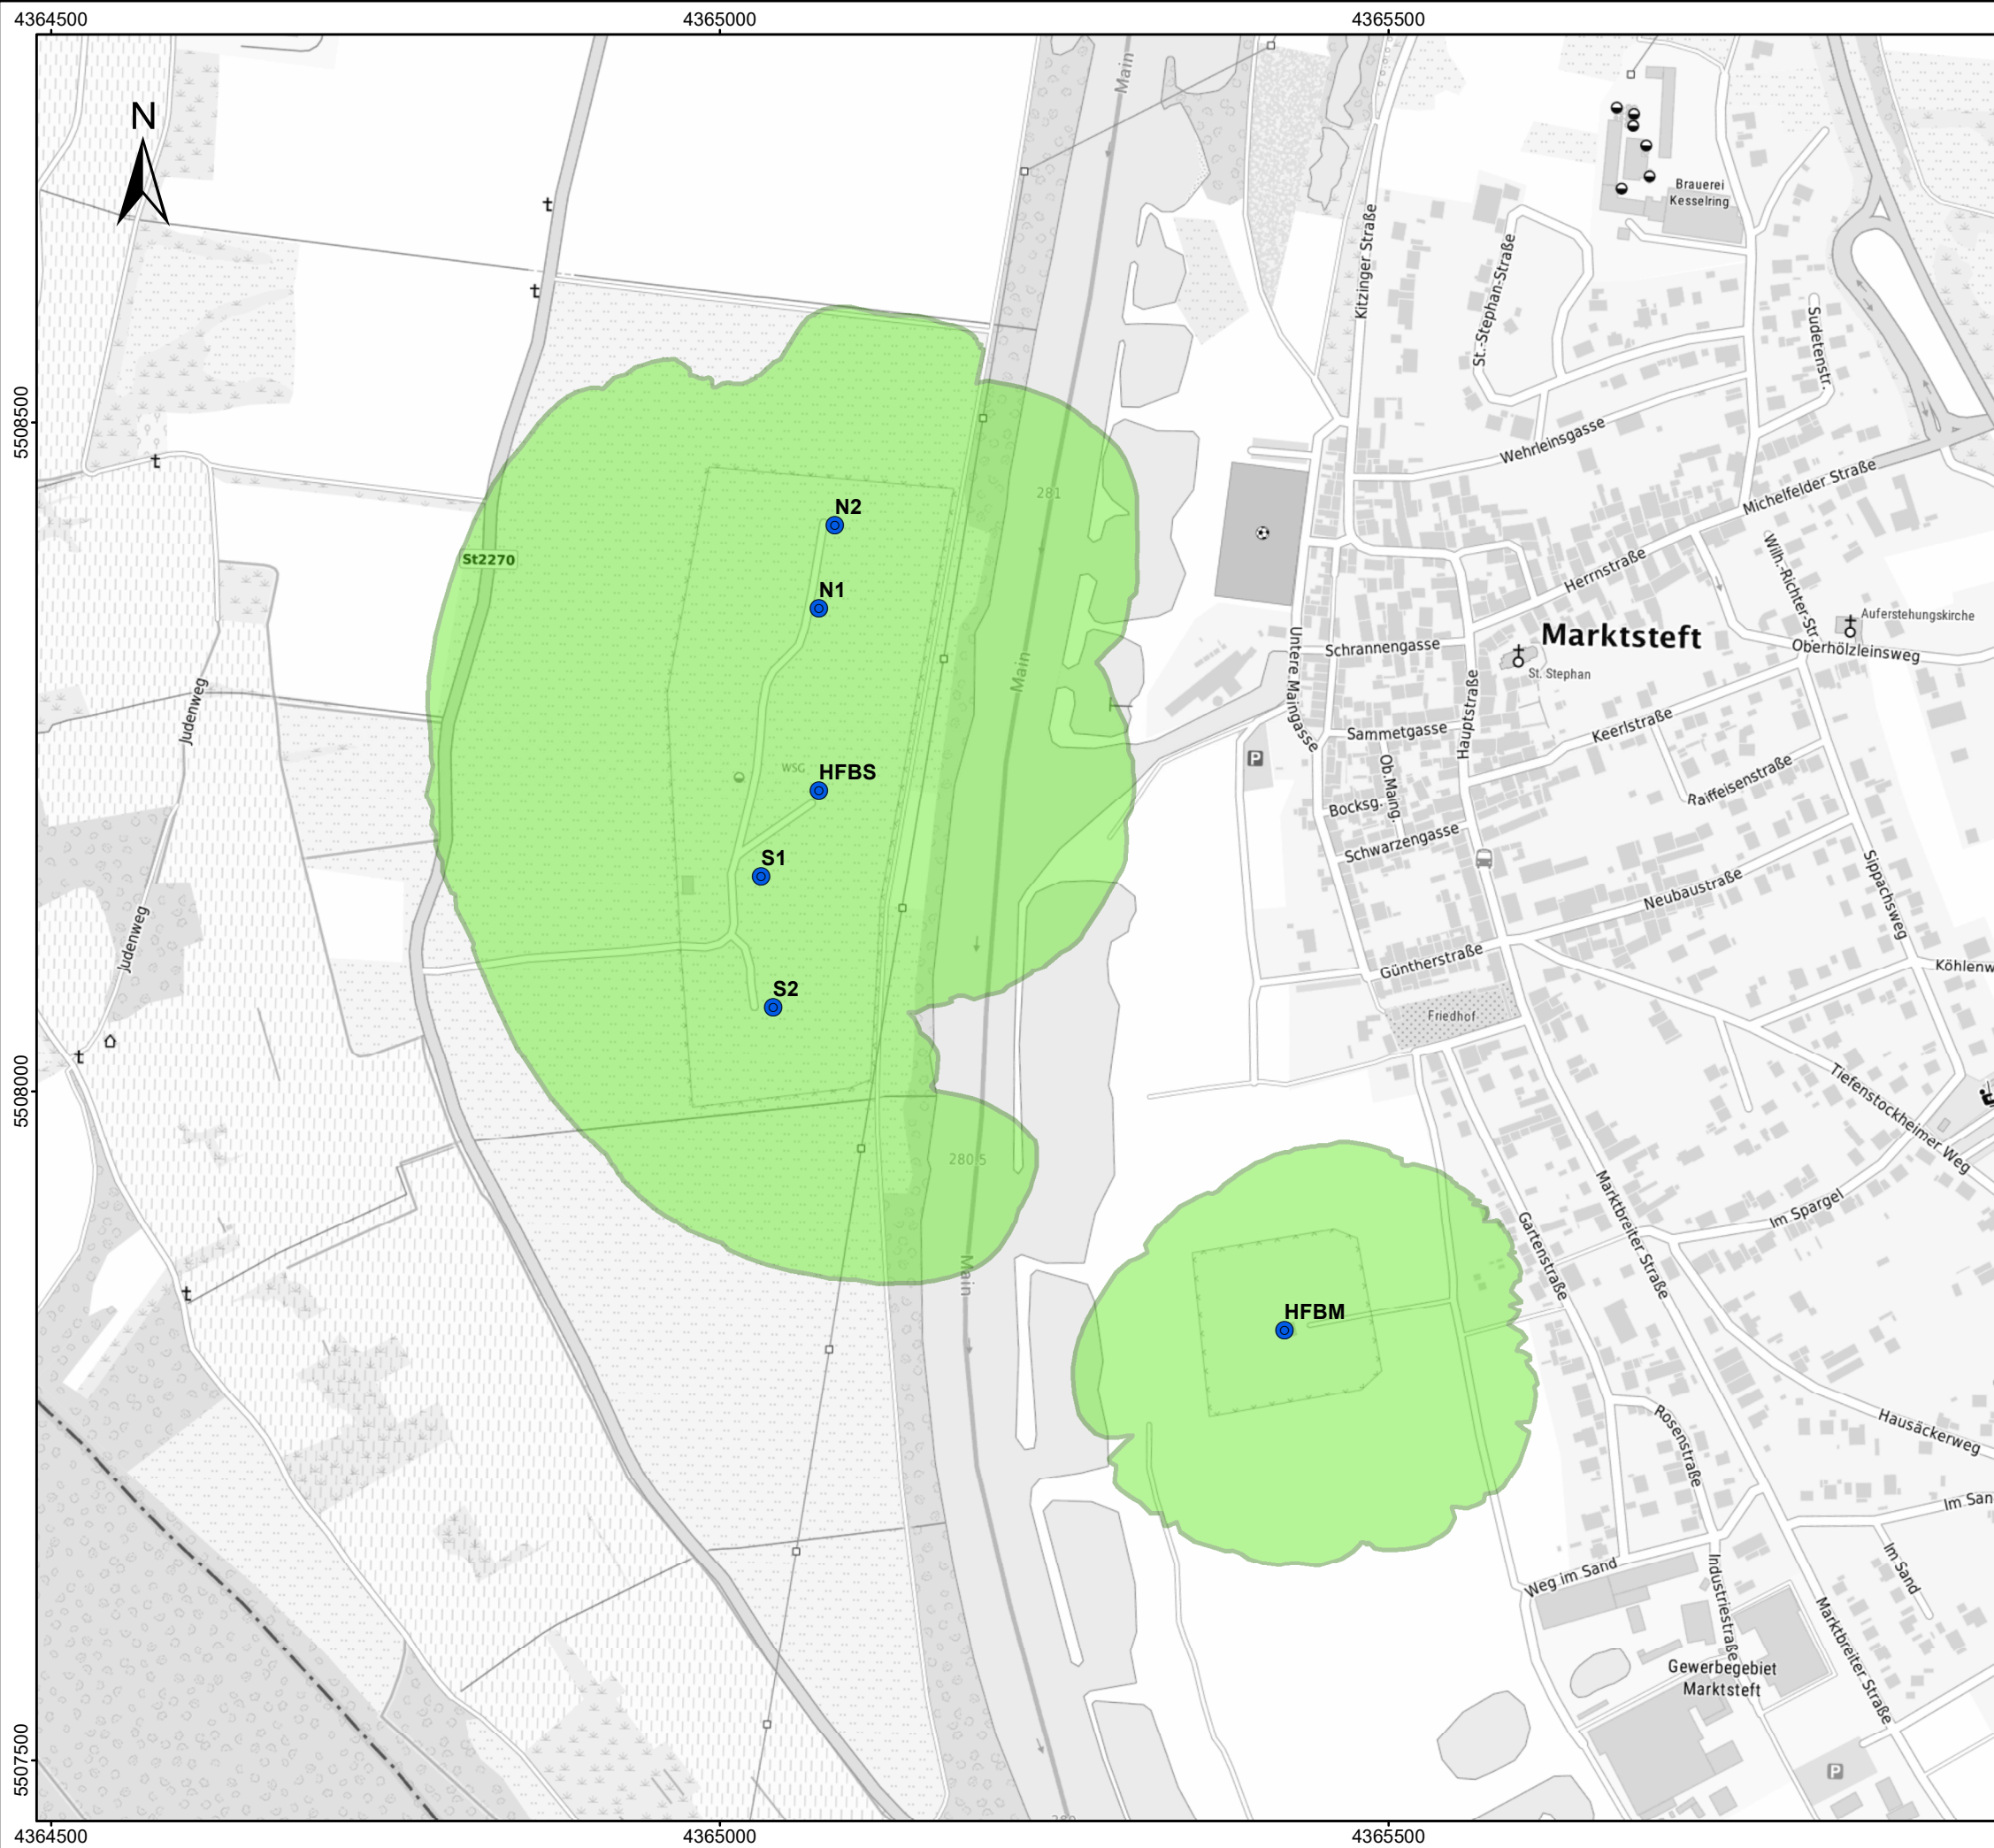 4364500
4365000
4365500
Main
N
Brauerei
Kesselring
Kitzinger Straße
St.-Stephan-Straße
Sudetenstr.
5508500
Wehrleinsgasse
Michelfelder Straße
281
N2
St2270
Herrnstraße
Wilh.-Richter-Str.
N1
Auferstehungskirche
Marktsteft
Schrannengasse
Oberhölzleinsweg
St. Stephan
Untere Maingasse
Main
Judenweg
Hauptstraße
Keerlstraße
Sammetgasse
P
WSG
HFBS
Ob.Maing.
Raiffeisenstraße
Bocksg.
Schwarzengasse
S1
Neubaustraße
Sippachsweg
Judenweg
Güntherstraße
Köhlenw
S2
Friedhof
5508000
Tiefenstockheimer Weg
280.5
Im Spargel
Marktbreiter Straße
Gartenstraße
Main
HFBM
Rosenstraße
Hausäckerweg
Im San
Im Sand
Weg im Sand
Industriestraße
Marktbreiter Straße
Gewerbegebiet
Marktsteft
5507500
P
4364500
4365000
4365500